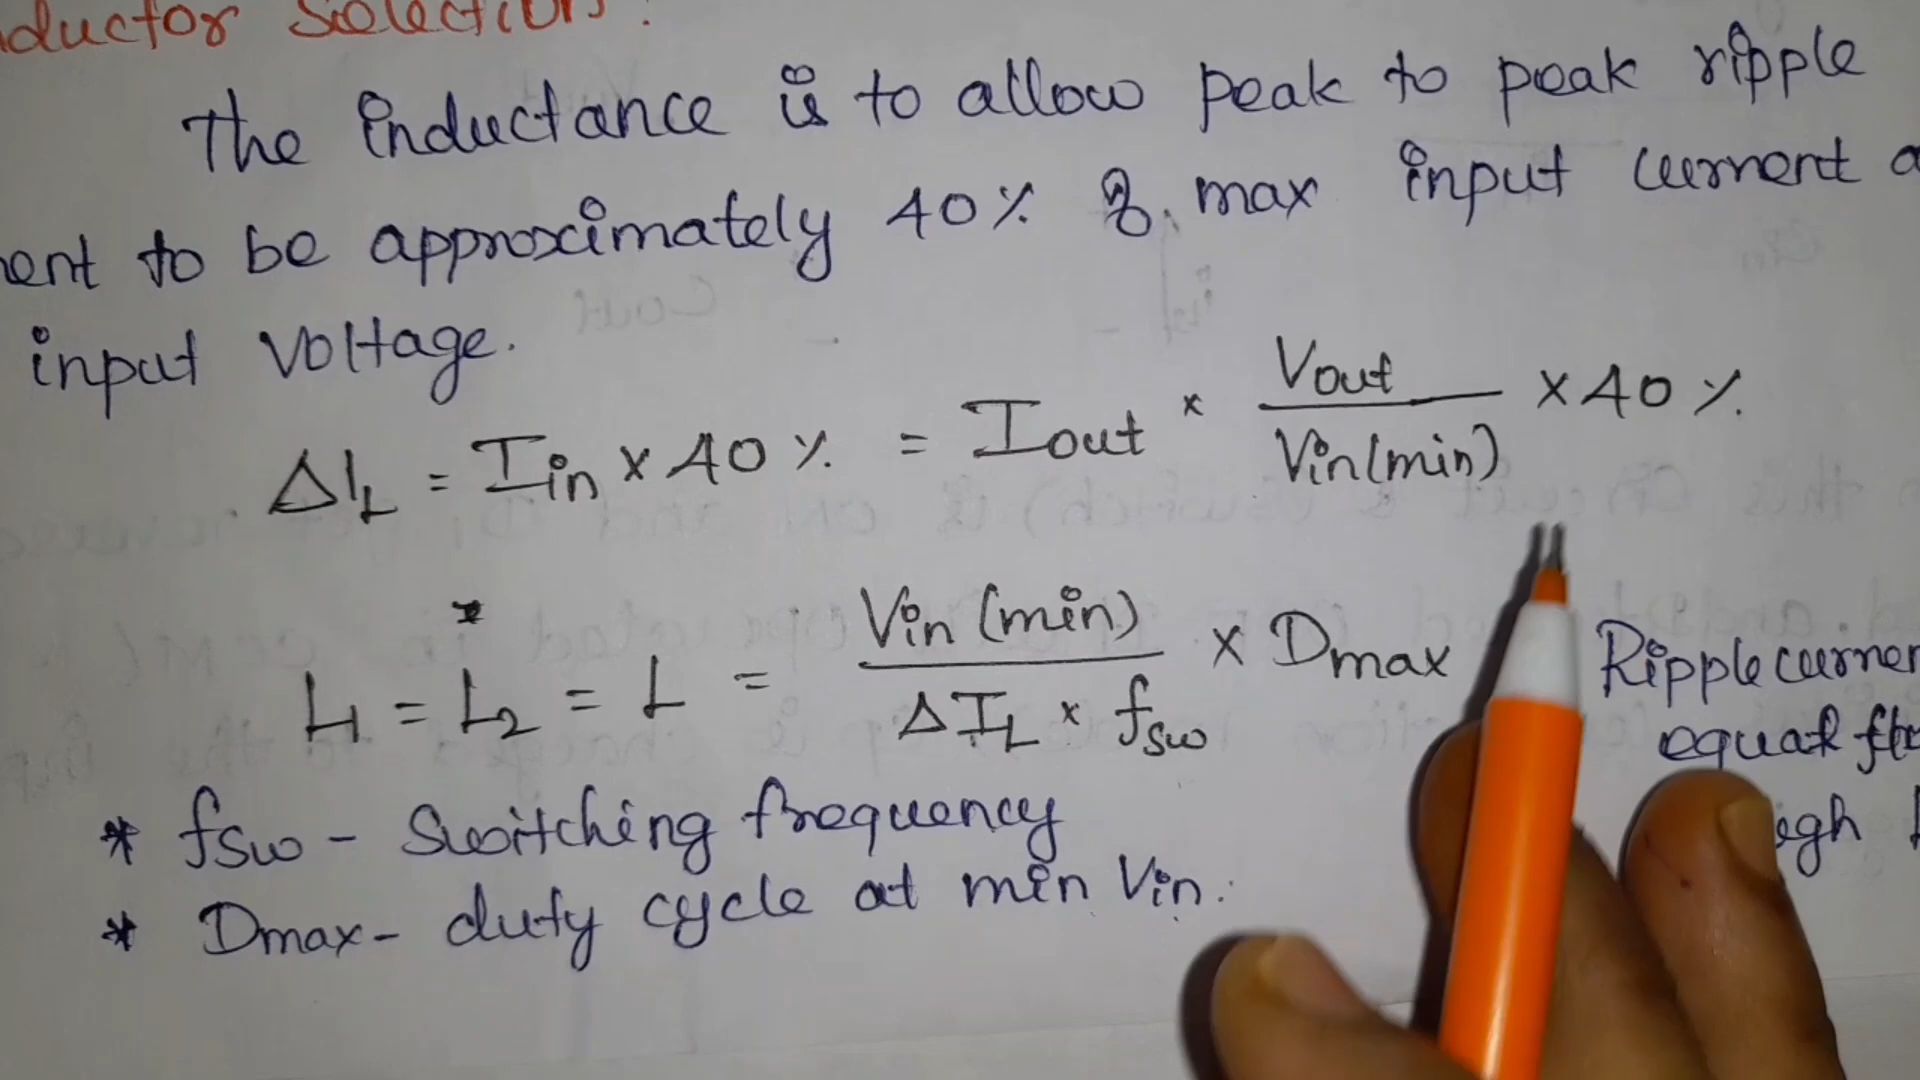 ductor Selection:
The inductance is to allow peak to peak ripple
ent to be approximately 40% of max input current a
input voltage.
ΔIL = Iin × 40 % = Iout × Vout / Vin(min) × 40 %
L1 = L2 = L = Vin (min) / ΔIL × fsw × Dmax
Ripple curren
equal
* fsw - Switching frequency
* Dmax - duty cycle at min Vin.